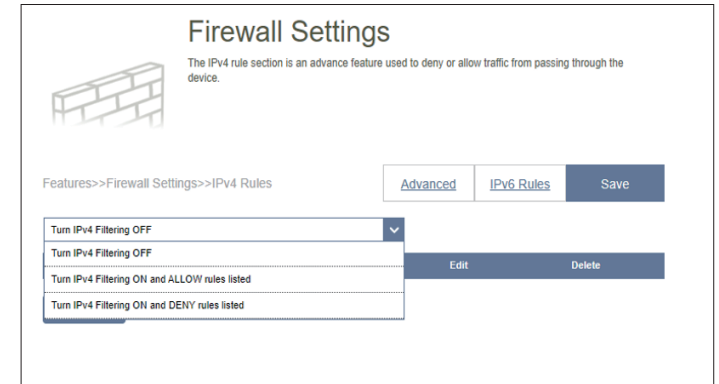 Firewall Settings
The IPv4 rule section is an advance feature used to deny or allow traffic from passing through the
device.
Features>>Firewall Settings>>IPv4 Rules
Advanced
IPv6 Rules
Save
Turn IPv4 Filtering OFF
Turn IPv4 Filtering OFF
Edit
Delete
Turn IPv4 Filtering ON and ALLOW rules listed
Turn IPv4 Filtering ON and DENY rules listed